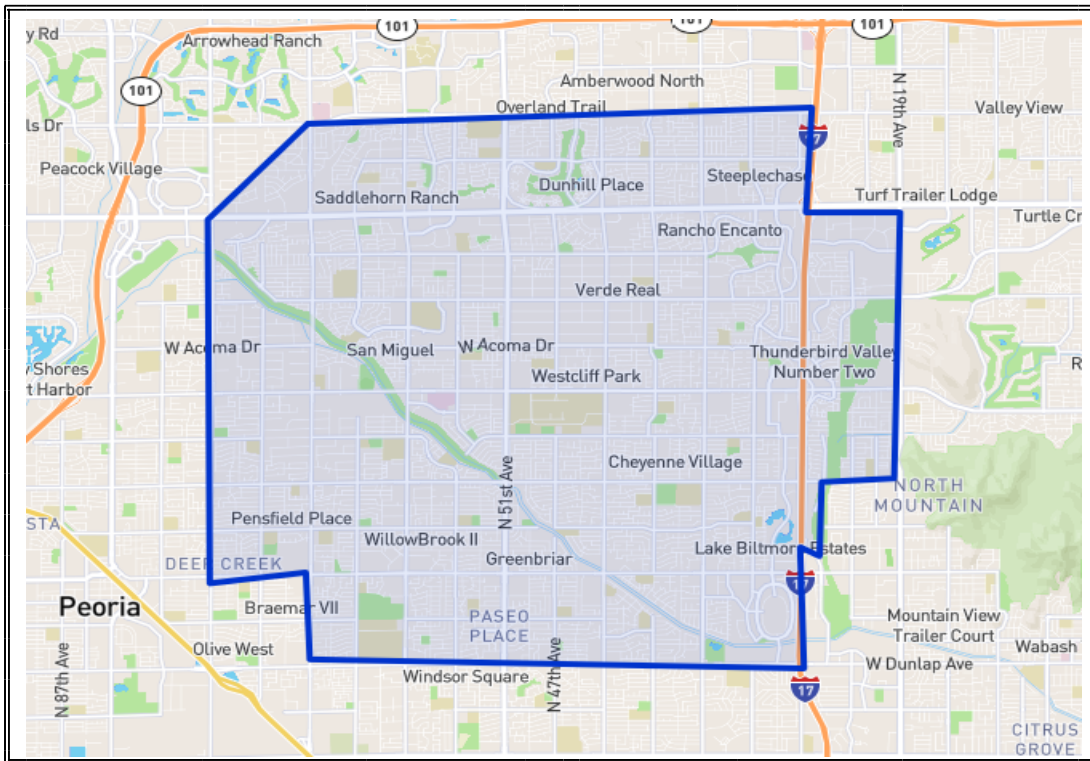 101
101
101
y Rd
Arrowhead Ranch
Amberwood North
101
Overland Trail
N 19th Ave
Valley View
ls Dr
17
Peacock Village
Steeplechase
Dunhill Place
Saddlehorn Ranch
Turf Trailer Lodge
Turtle Cr
Rancho Encanto
Verde Real
W Acoma Dr
San Miguel
W Acoma Dr
Thunderbird Valley
Number Two
y Shores
rt Harbor
Westcliff Park
R
Cheyenne Village
N 51st Ave
NORTH
MOUNTAIN
STA
Pensfield Place
WillowBrook II
Greenbriar
Lake Biltmore Estates
DEER CREEK
17
Peoria
Braemar VII
PASEO
PLACE
Mountain View
Trailer Court
Olive West
Wabash
N 87th Ave
Windsor Square
N 47th Ave
W Dunlap Ave
17
CITRUS
GROVE